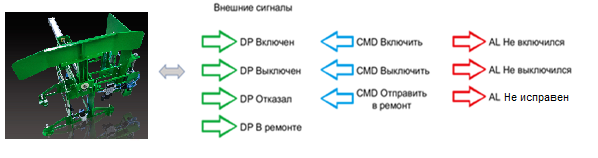 Внешние сигналы
DP Включен
CMD Включить
AL Не включился
DP Выключен
CMD Выключить
AL Не выключился
DP Отказал
CMD Отправить
в ремонт
AL Не исправен
DP В ремонте